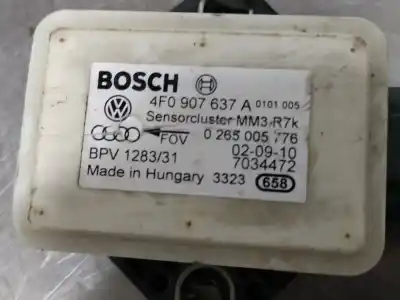 BOSCH
4F0 907 637 A 0101 005
Sensorcluster MM3.R7k
FOV 0 265 005 776
BPV 1283/31 02-09-10
7034472
Made in Hungary 3323 658